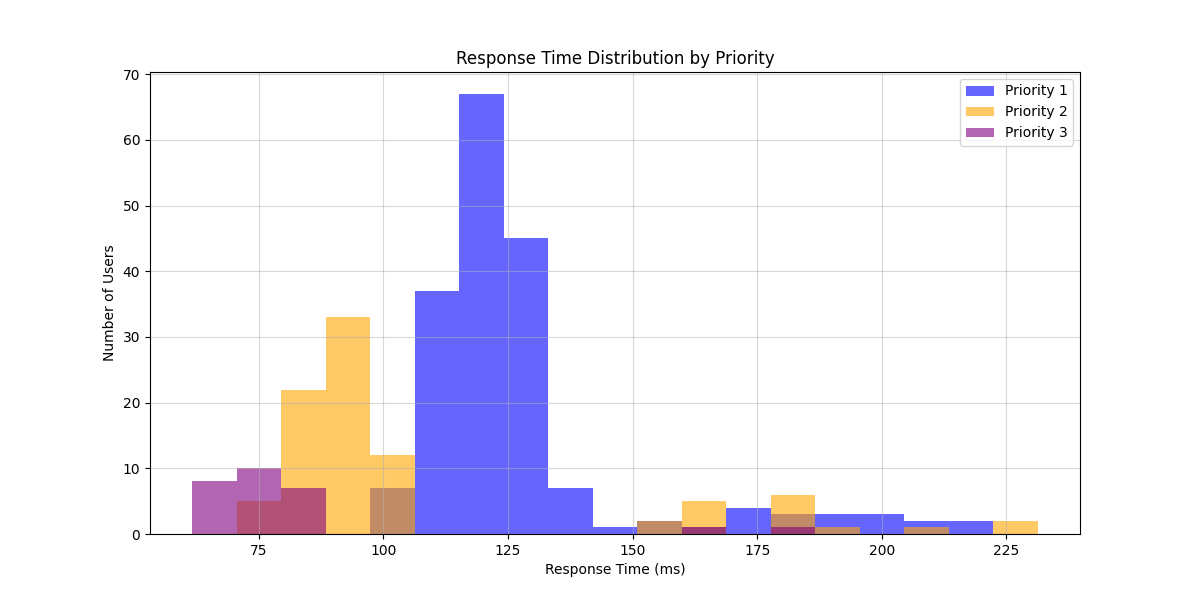 Response Time Distribution by Priority
70
60
50
40
30
20
10
0
Number of Users
Priority 1
Priority 2
Priority 3
75 100 125 150 175 200 225
Response Time (ms)